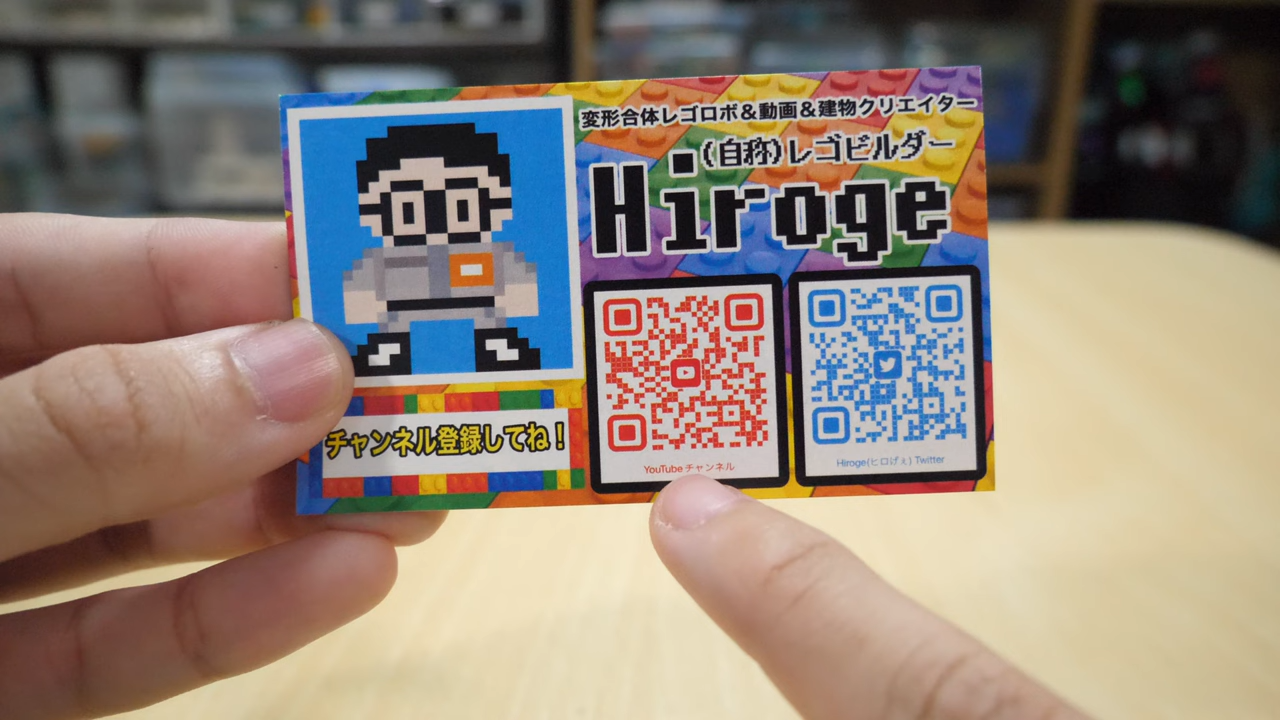 変形合体レゴロボ&動画&建物クリエイター
(自称)レゴビルダー
Hiroge
チャンネル登録してね!
YouTube チャンネル
Hiroge(ヒロげぇ) Twitter